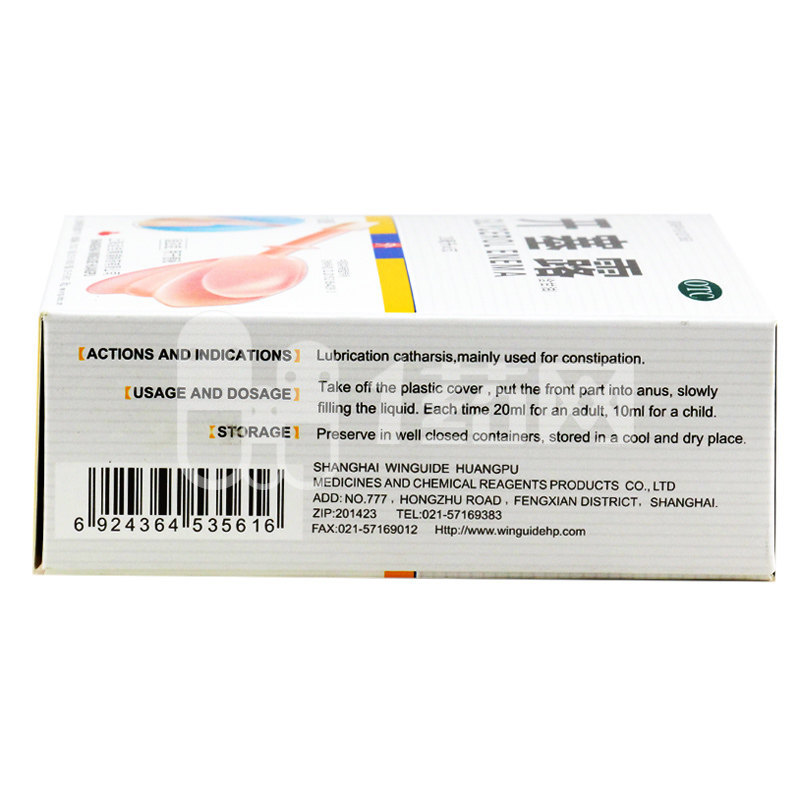 开塞露
GLYCEROL ENEMA
OTC
【ACTIONS AND INDICATIONS】 Lubrication catharsis,mainly used for constipation.
【USAGE AND DOSAGE】 Take off the plastic cover , put the front part into anus, slowly
filling the liquid. Each time 20ml for an adult, 10ml for a child.
【STORAGE】 Preserve in well closed containers, stored in a cool and dry place.
SHANGHAI WINGUIDE HUANGPU
MEDICINES AND CHEMICAL REAGENTS PRODUCTS CO., LTD
ADD: NO.777 , HONGZHU ROAD , FENGXIAN DISTRICT , SHANGHAI.
ZIP:201423 TEL:021-57169383
FAX:021-57169012 Http://www.winguidehp.com
6 924364 535616
1药网